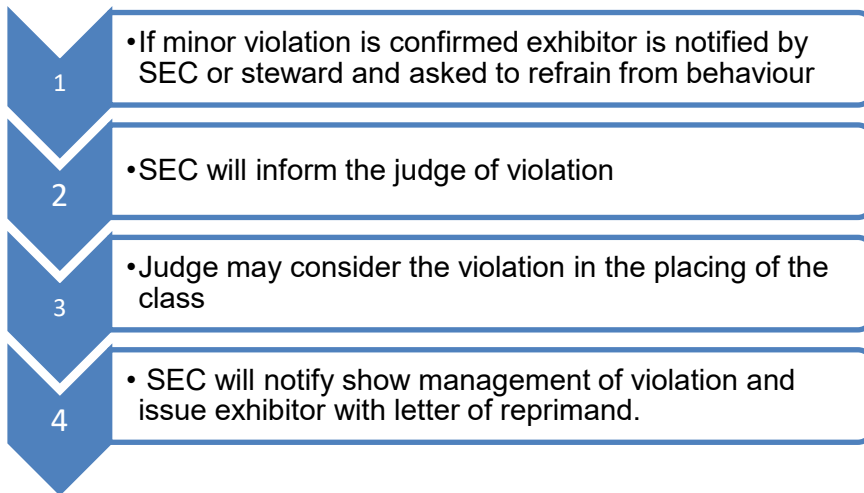 1
•If minor violation is confirmed exhibitor is notified by
SEC or steward and asked to refrain from behaviour
2
•SEC will inform the judge of violation
3
•Judge may consider the violation in the placing of the
class
4
• SEC will notify show management of violation and
issue exhibitor with letter of reprimand.